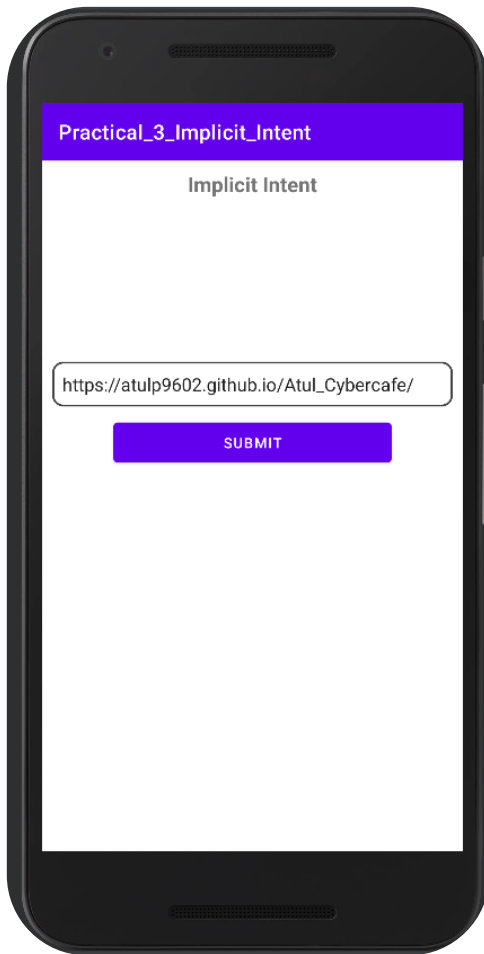 Practical_3_Implicit_Intent
Implicit Intent
https://atulp9602.github.io/Atul_Cybercafe/
SUBMIT